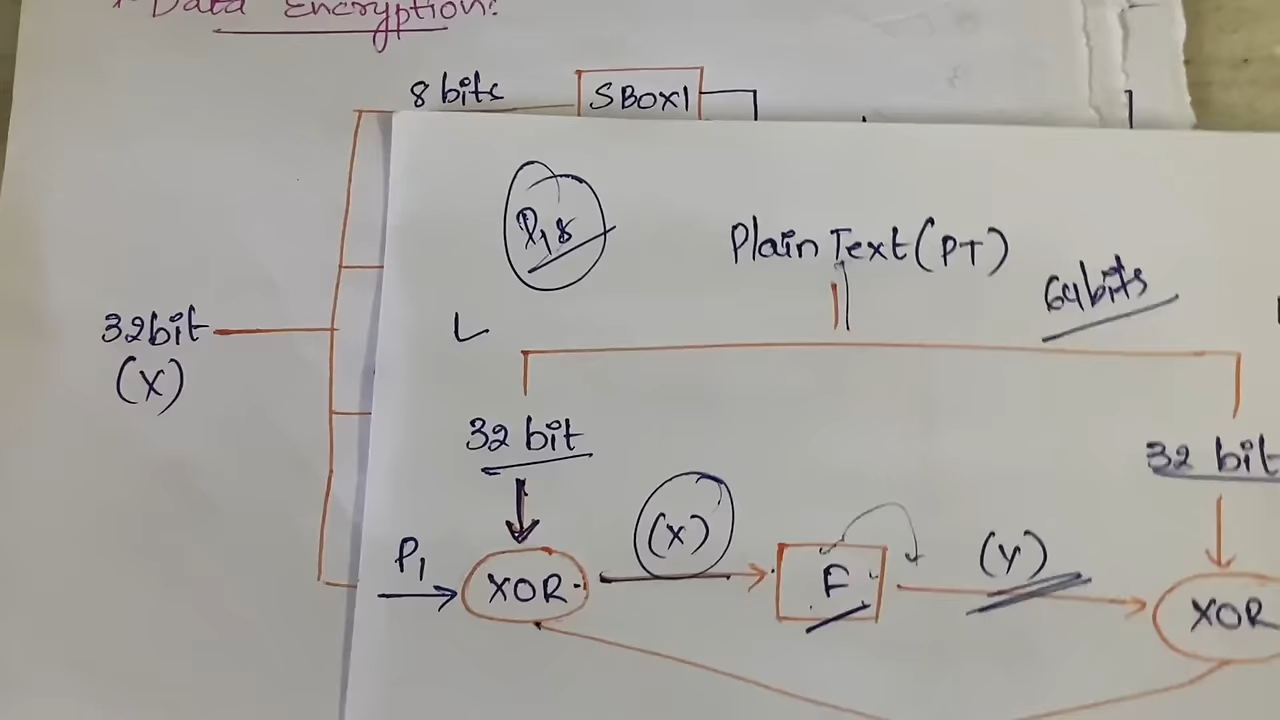 Data Encryption:
8 bits
SBOX1
P18
Plain Text (PT)
64bits
32bit
(X)
L
32 bit
32 bit
P1
XOR
(X)
F
(Y)
XOR